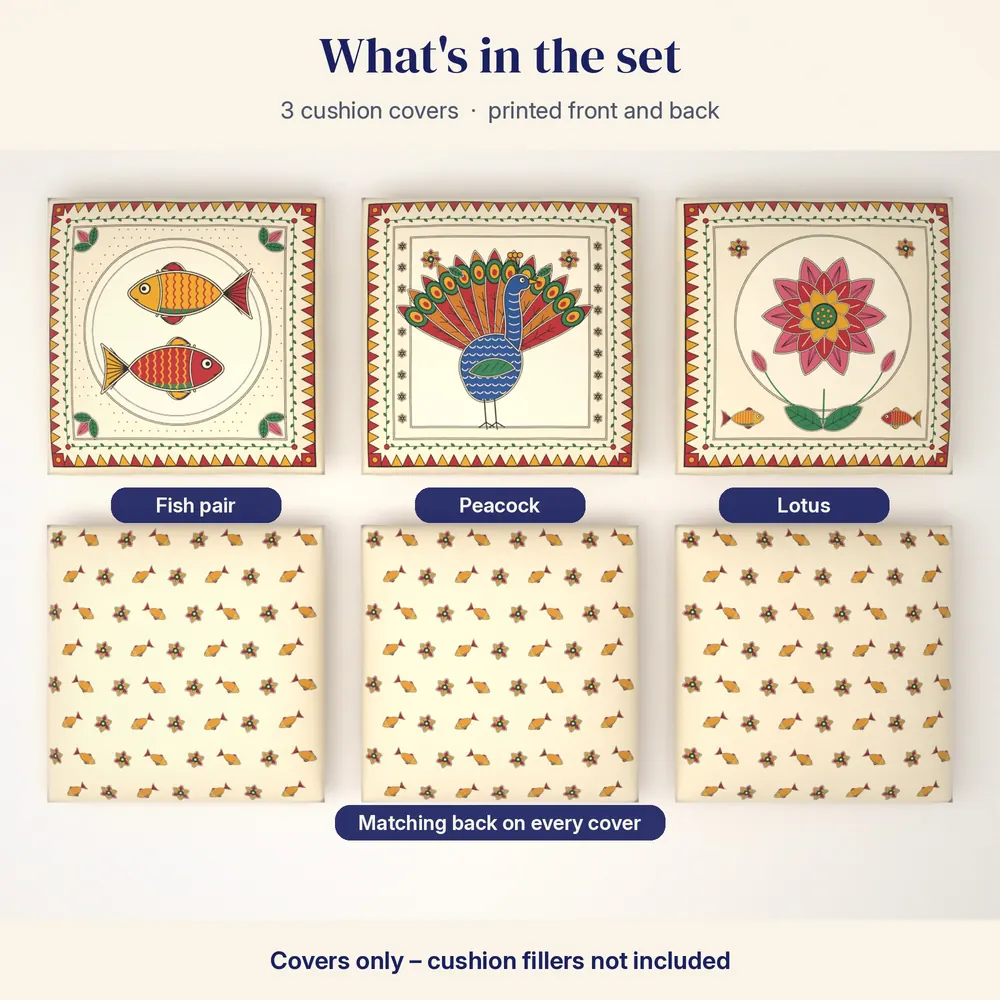 What's in the set
3 cushion covers · printed front and back
Fish pair
Peacock
Lotus
Matching back on every cover
Covers only – cushion fillers not included